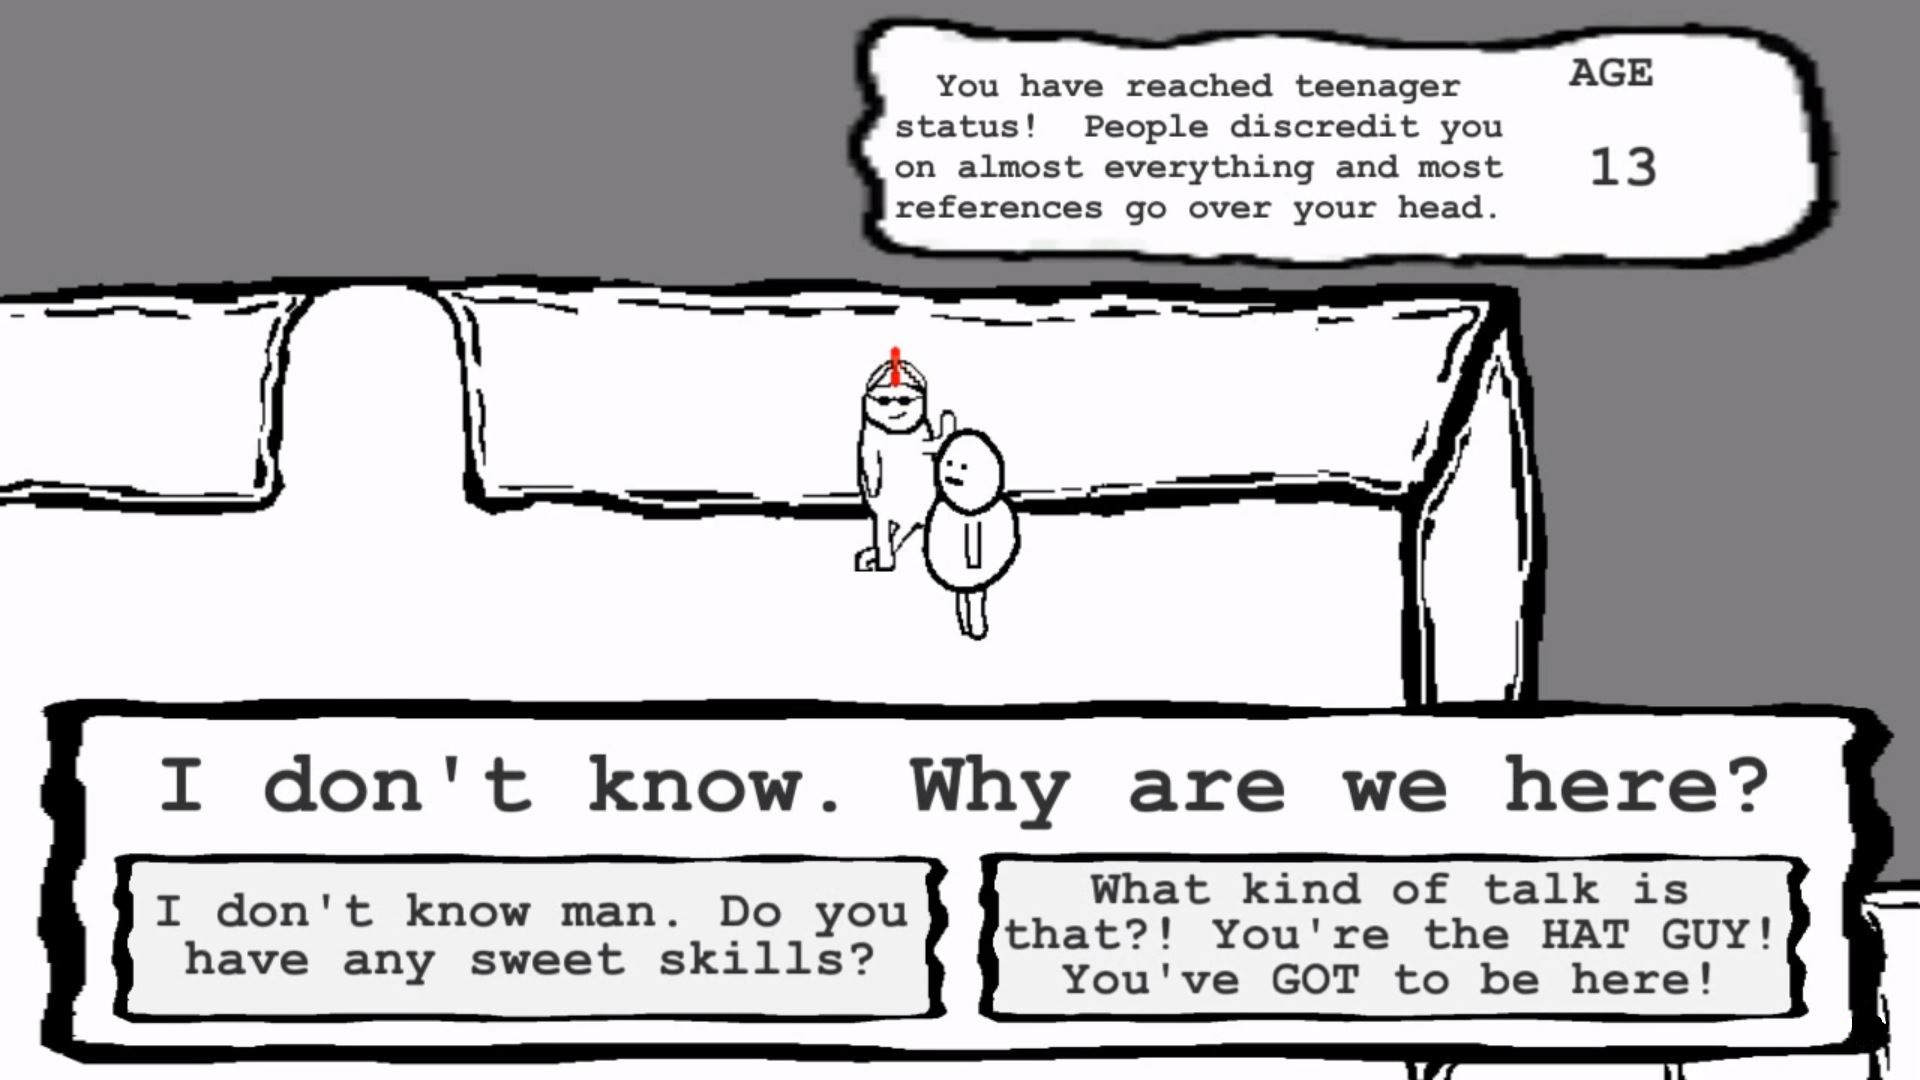 You have reached teenager
status!  People discredit you
on almost everything and most
references go over your head.
AGE
13
I don't know. Why are we here?
I don't know man. Do you
have any sweet skills?
What kind of talk is
that?! You're the HAT GUY!
You've GOT to be here!